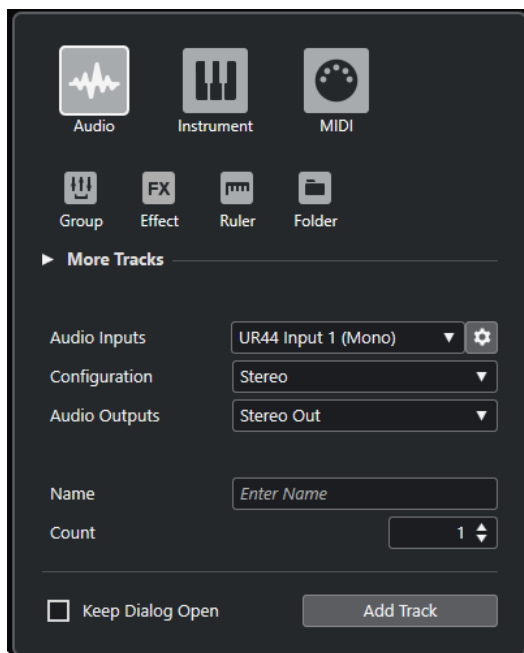 Audio Instrument MIDI
FX
Group Effect Ruler Folder
More Tracks
Audio Inputs UR44 Input 1 (Mono)
Configuration Stereo
Audio Outputs Stereo Out
Name Enter Name
Count 1
Keep Dialog Open Add Track